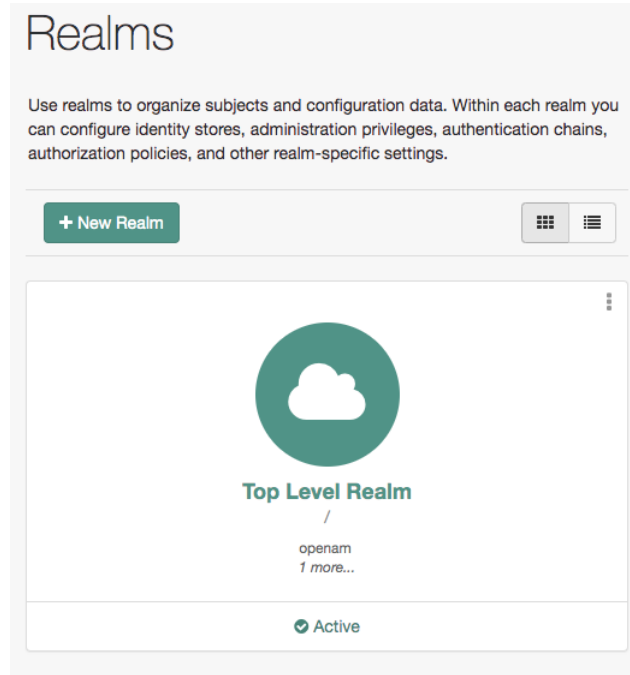 Realms
Use realms to organize subjects and configuration data. Within each realm you
can configure identity stores, administration privileges, authentication chains,
authorization policies, and other realm-specific settings.
+ New Realm
Top Level Realm
/
openam
1 more...
Active